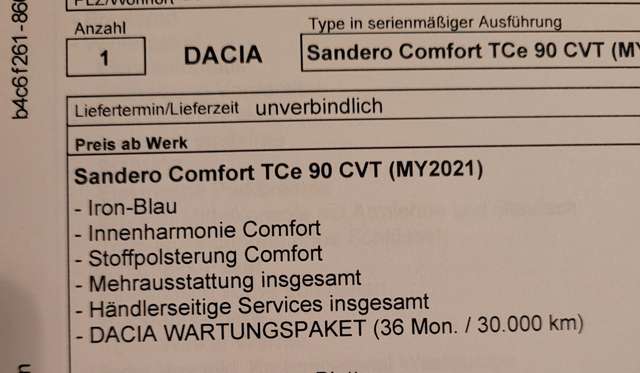 Anzahl
Type in serienmäßiger Ausführung
1 DACIA Sandero Comfort TCe 90 CVT (MY
Liefertermin/Lieferzeit unverbindlich
Preis ab Werk
Sandero Comfort TCe 90 CVT (MY2021)
- Iron-Blau
- Innenharmonie Comfort
- Stoffpolsterung Comfort
- Mehrausstattung insgesamt
- Händlerseitige Services insgesamt
- DACIA WARTUNGSPAKET (36 Mon. / 30.000 km)
b4c6f261-860